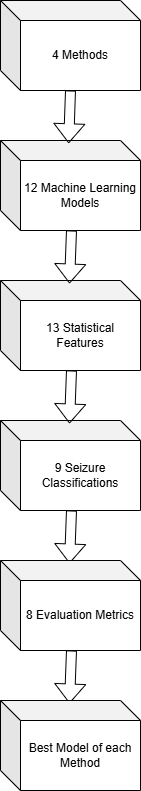 4 Methods
12 Machine Learning
Models
13 Statistical
Features
9 Seizure
Classifications
8 Evaluation Metrics
Best Model of each
Method